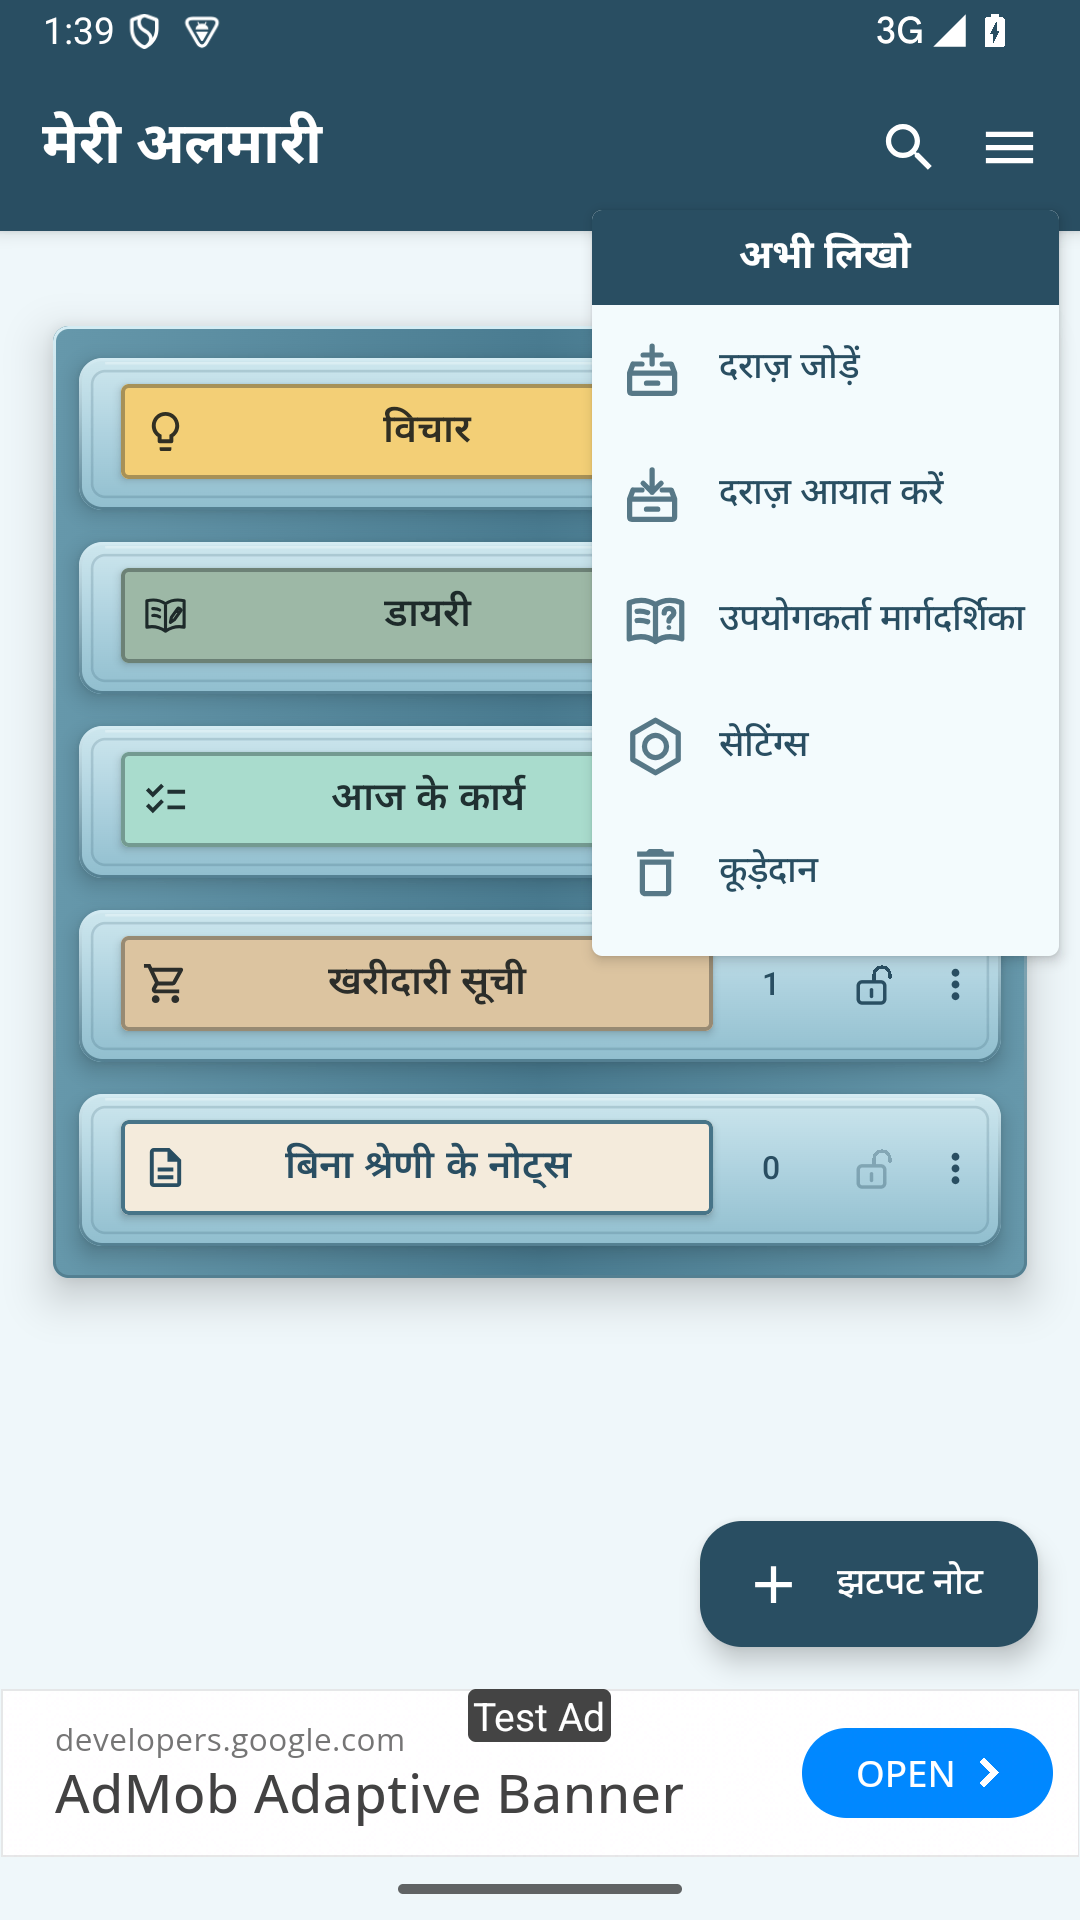 1:39
3G
मेरी अलमारी
अभी लिखो
दराज़ जोड़ें
दराज़ आयात करें
उपयोगकर्ता मार्गदर्शिका
सेटिंग्स
कूड़ेदान
विचार
डायरी
आज के कार्य
खरीदारी सूची 1
बिना श्रेणी के नोट्स 0
झटपट नोट
Test Ad
developers.google.com
AdMob Adaptive Banner
OPEN